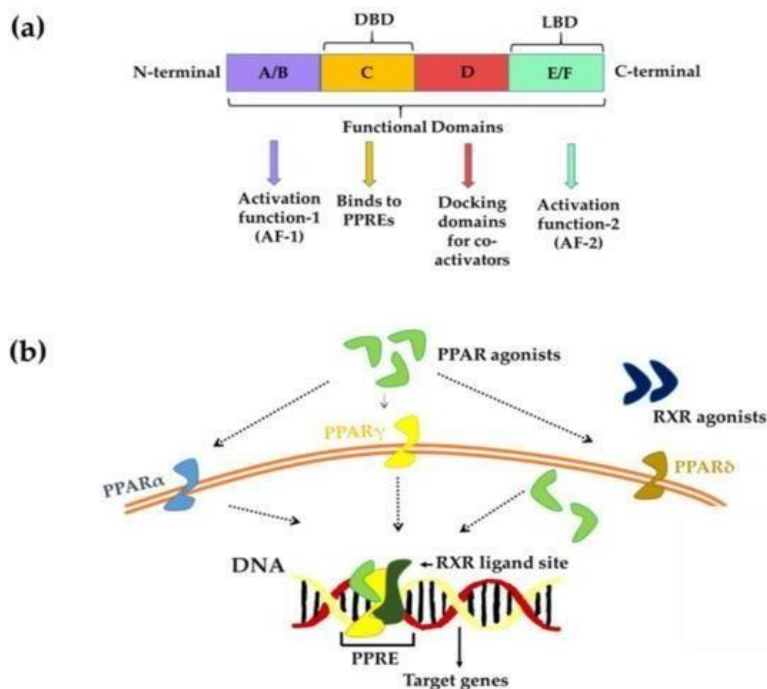 (a)
DBD
LBD
N-terminal
A/B
C
D
E/F
C-terminal
Functional Domains
Activation
function-1
(AF-1)
Binds to
PPREs
Docking
domains
for co-
activators
Activation
function-2
(AF-2)
(b)
PPAR agonists
RXR agonists
PPARγ
PPARα
PPARδ
DNA
RXR ligand site
PPRE
Target genes